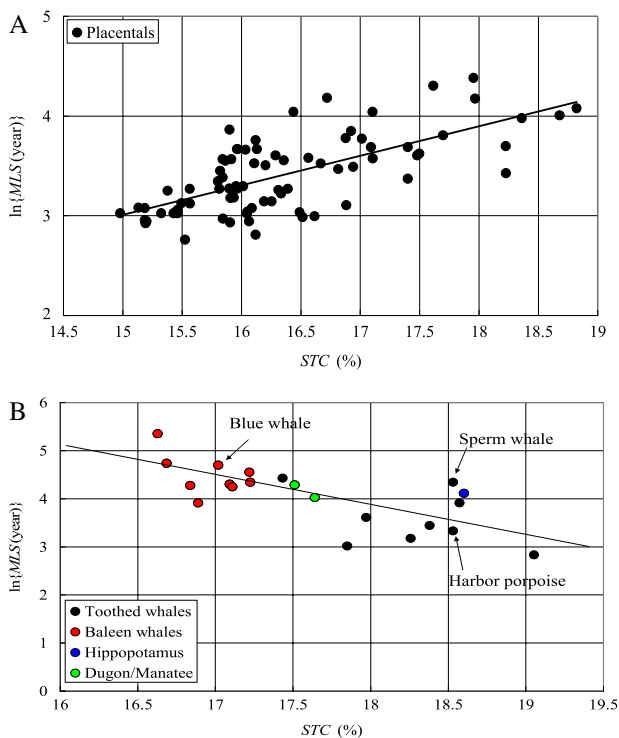 A
5
4
3
2
Placentals
ln{MLS(year)}
14.5 15 15.5 16 16.5 17 17.5 18 18.5 19
STC (%)
B
6
5
4
3
2
1
0
Blue whale
Sperm whale
Harbor porpoise
ln{MLS(year)}
Toothed whales
Baleen whales
Hippopotamus
Dugon/Manatee
16 16.5 17 17.5 18 18.5 19 19.5
STC (%)